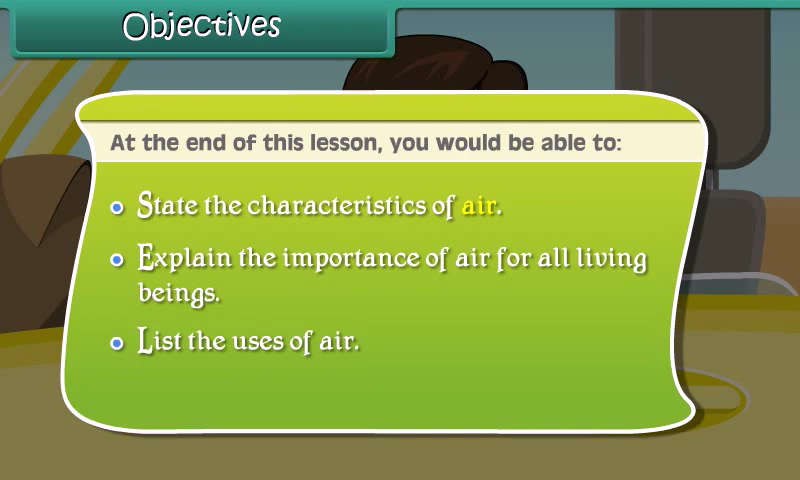 Objectives
At the end of this lesson, you would be able to:
State the characteristics of air.
Explain the importance of air for all living
beings.
List the uses of air.